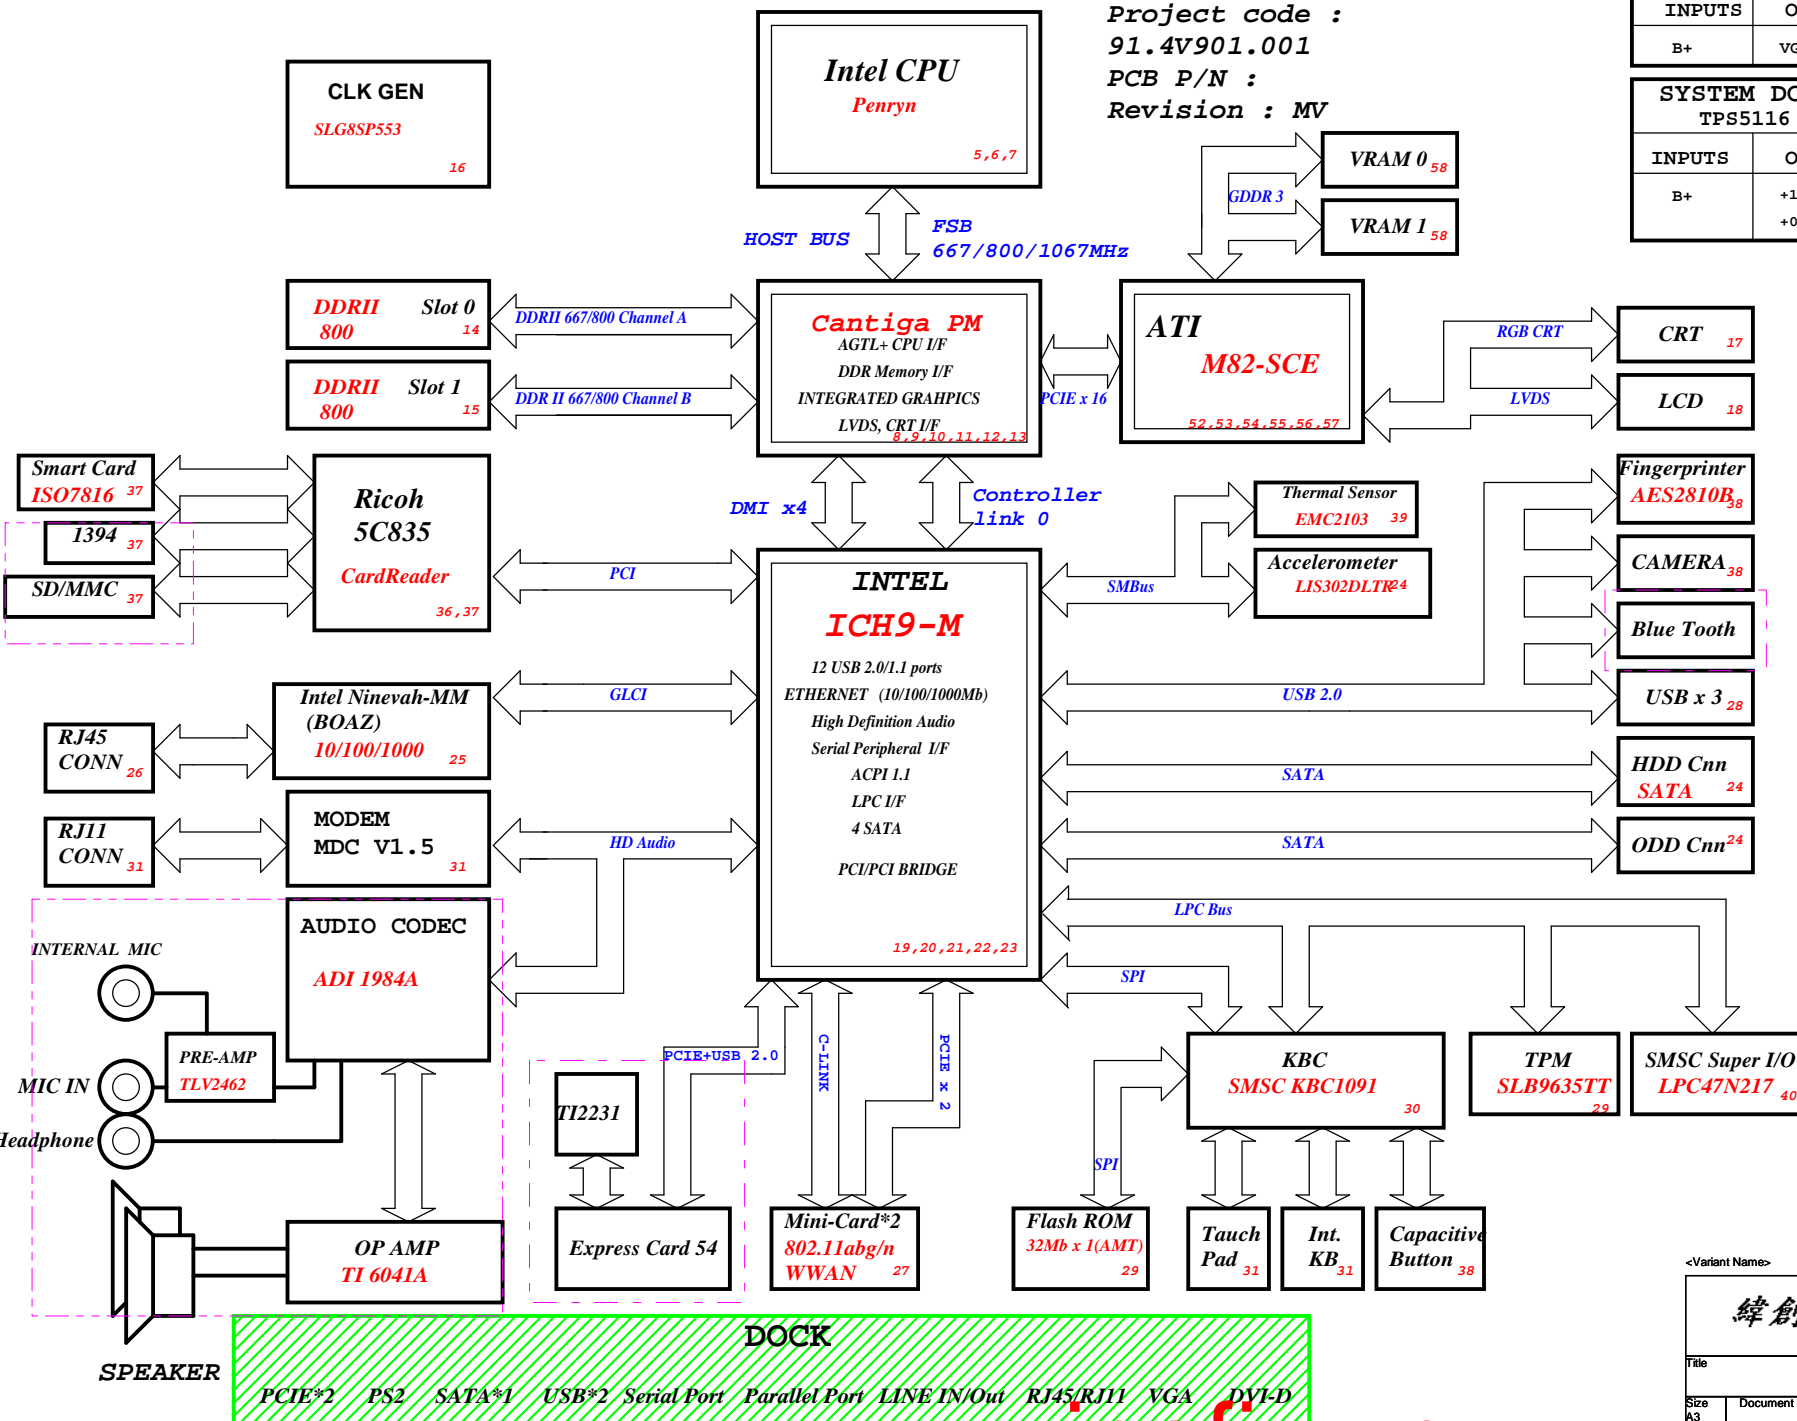 Project code :
91.4V901.001
PCB P/N :
Revision : MV
INPUTS
B+
SYSTEM
TPS5116
INPUTS
B+
CLK GEN
SLG8SP553
16
Intel CPU
Penryn
5,6,7
VRAM 0 58
GDDR 3
VRAM 1 58
HOST BUS
FSB
667/800/1067MHz
DDRII Slot 0
800 14
DDRII 667/800 Channel A
DDRII Slot 1
800 15
DDR II 667/800 Channel B
Cantiga PM
AGTL+ CPU I/F
DDR Memory I/F
INTEGRATED GRAHPICS
LVDS, CRT I/F
8,9,10,11,12,13
PCIE x 16
ATI
M82-SCE
52,53,54,55,56,57
RGB CRT
CRT 17
LVDS
LCD 18
Smart Card
ISO7816 37
1394 37
SD/MMC 37
Ricoh
5C835
CardReader
36,37
PCI
DMI x4
Controller
link 0
Thermal Sensor
EMC2103 39
Accelerometer
LIS302DLTR 24
SMBus
Fingerprinter
AES2810B 38
CAMERA 38
Blue Tooth
USB x 3 28
USB 2.0
INTEL
ICH9-M
12 USB 2.0/1.1 ports
ETHERNET (10/100/1000Mb)
High Definition Audio
Serial Peripheral I/F
ACPI 1.1
LPC I/F
4 SATA
PCI/PCI BRIDGE
19,20,21,22,23
Intel Ninevah-MM
(BOAZ)
10/100/1000 25
GLCI
RJ45
CONN 26
RJ11
CONN 31
MODEM
MDC V1.5
31
HD Audio
SATA
HDD Cnn
SATA 24
SATA
ODD Cnn 24
LPC Bus
SPI
AUDIO CODEC
ADI 1984A
INTERNAL MIC
PRE-AMP
TLV2462
MIC IN
Headphone
OP AMP
TI 6041A
SPEAKER
PCIE+USB 2.0
C-LINK
PCIE x 2
TI2231
Express Card 54
Mini-Card*2
802.11abg/n
WWAN 27
KBC
SMSC KBC1091
30
TPM
SLB9635TT
29
SMSC Super I/O
LPC47N217 40
SPI
Flash ROM
32Mb x 1(AMT)
29
Tauch
Pad 31
Int.
KB 31
Capacitive
Button 38
DOCK
PCIE*2 PS2 SATA*1 USB*2 Serial Port Parallel Port LINE IN/Out RJ45/RJ11 VGA DVI-D
<Variant Name>
緯創
Title
Size
A3
Document